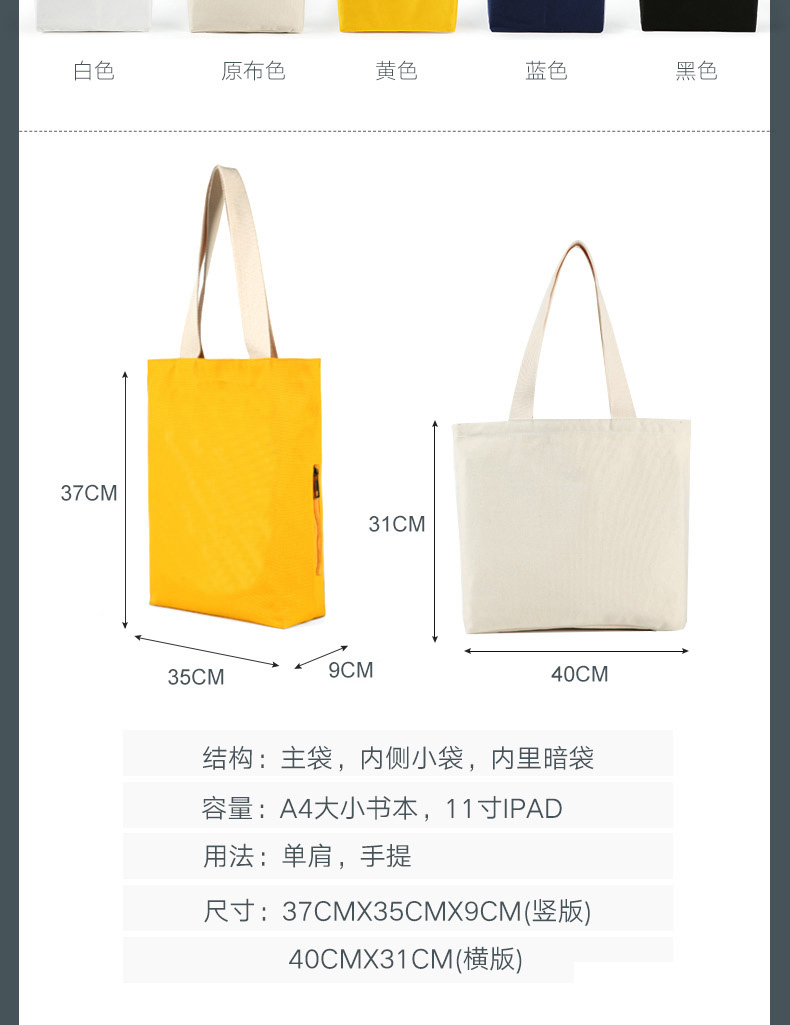 白色 原布色 黄色 蓝色 黑色
37CM
31CM
35CM
9CM
40CM
结构：主袋，内侧小袋，内里暗袋
容量：A4大小书本，11寸IPAD
用法：单肩，手提
尺寸：37CMX35CMX9CM(竖版)
40CMX31CM(横版)